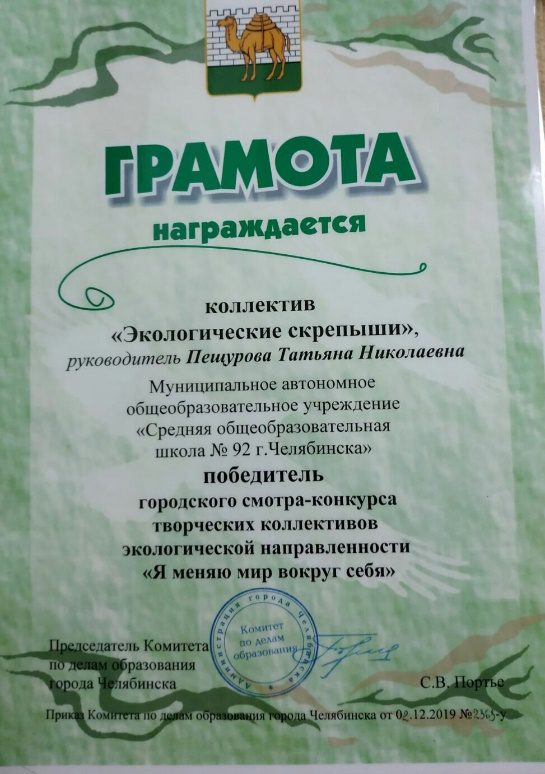 ГРАМОТА
награждается
коллектив
«Экологические скрепыши»,
руководитель Пещурова Татьяна Николаевна
Муниципальное автономное
общеобразовательное учреждение
«Средняя общеобразовательная
школа № 92 г.Челябинска»
победитель
городского смотра-конкурса
творческих коллективов
экологической направленности
«Я меняю мир вокруг себя»
Администрация города Челябинска
Комитет
по делам
образования
Председатель Комитета
по делам образования
города Челябинска
С.В. Портье
Приказ Комитета по делам образования города Челябинска от 02.12.2019